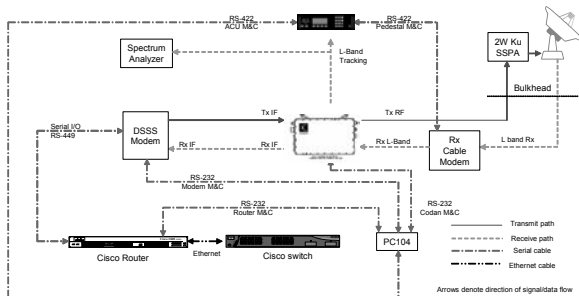 RS-422
ACU M&C
RS-422
Pedestal M&C
Spectrum
Analyzer
L-Band
Tracking
2W Ku
SSPA
Bulkhead
Serial I/O
RS-449
DSSS
Modem
Tx IF
Tx RF
Rx IF
Rx IF
Rx L-Band
Rx
Cable
Modem
L band Rx
RS-232
Modem M&C
RS-232
Codan M&C
RS-232
Router M&C
PC104
Ethernet
Cisco Router
Cisco switch
Transmit path
Receive path
Serial cable
Ethernet cable
Arrows denote direction of signal/data flow